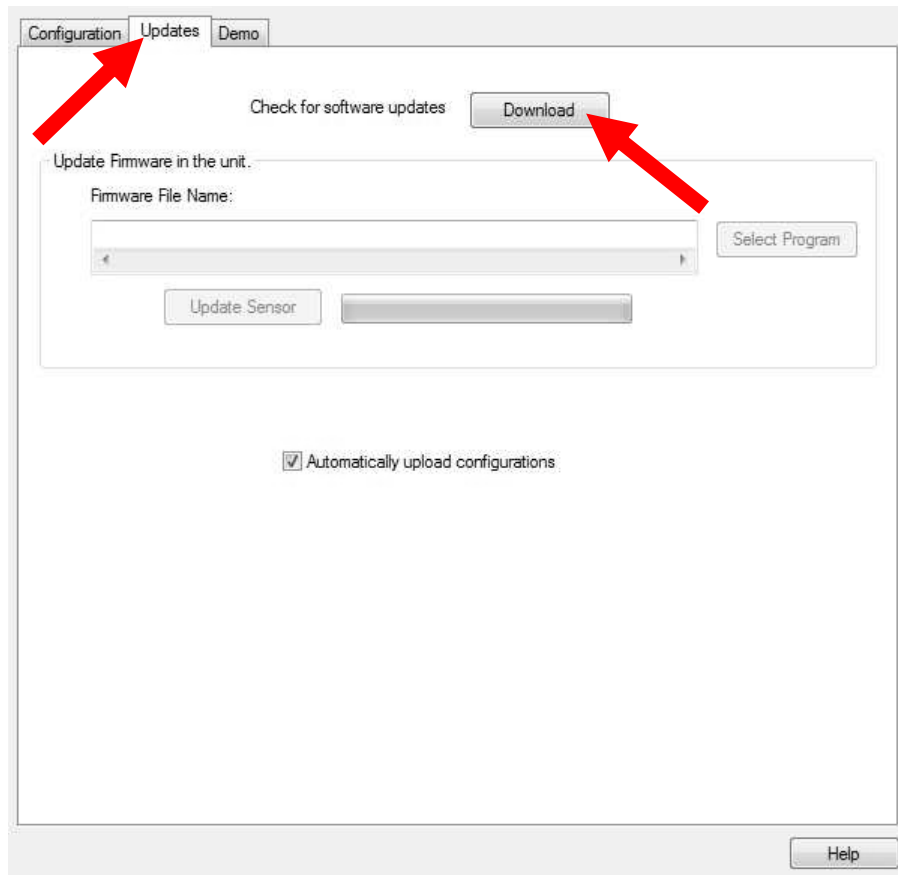 Configuration Updates Demo
Check for software updates Download
Update Firmware in the unit.
Firmware File Name:
Select Program
Update Sensor
Automatically upload configurations
Help